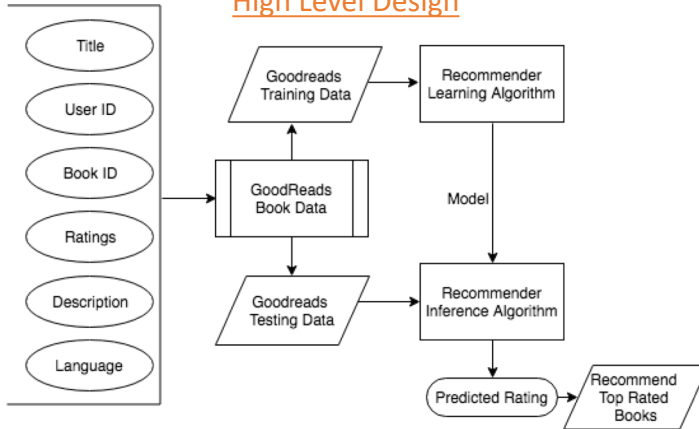 High Level Design
Title
User ID
Book ID
Ratings
Description
Language
Goodreads
Training Data
Recommender
Learning Algorithm
GoodReads
Book Data
Model
Goodreads
Testing Data
Recommender
Inference Algorithm
Predicted Rating
Recommend
Top Rated
Books